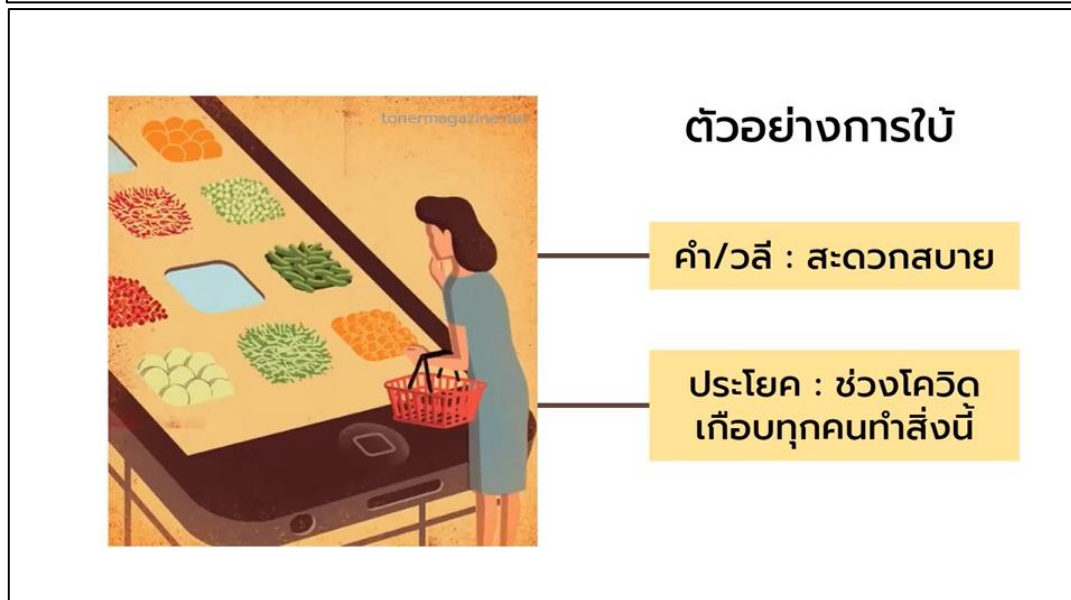 tonermagazine.net
ตัวอย่างการใบ้
คำ/วลี : สะดวกสบาย
ประโยค : ช่วงโควิด
เกือบทุกคนทำสิ่งนี้